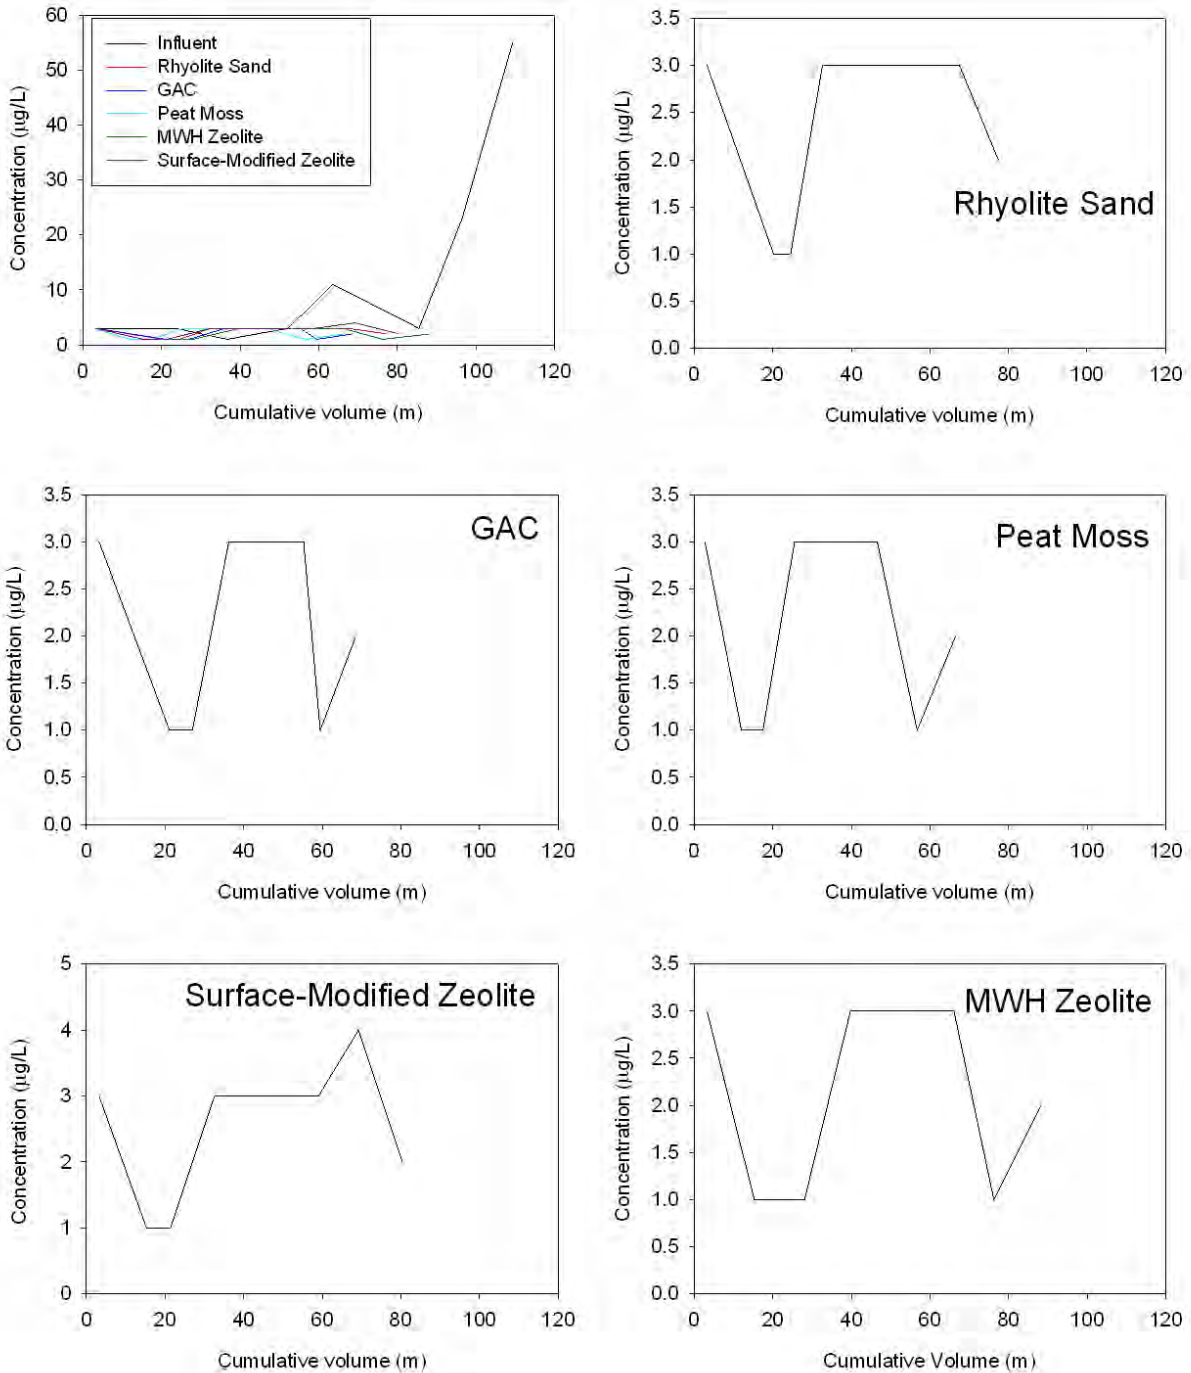 60
50
40
30
20
10
0
Concentration (µg/L)
Influent
Rhyolite Sand
GAC
Peat Moss
MWH Zeolite
Surface-Modified Zeolite
0 20 40 60 80 100 120
Cumulative volume (m)
3.5
3.0
2.5
2.0
1.5
1.0
0.5
0.0
Concentration (µg/L)
Rhyolite Sand
0 20 40 60 80 100 120
Cumulative volume (m)
3.5
3.0
2.5
2.0
1.5
1.0
0.5
0.0
Concentration (µg/L)
GAC
0 20 40 60 80 100 120
Cumulative volume (m)
3.5
3.0
2.5
2.0
1.5
1.0
0.5
0.0
Concentration (µg/L)
Peat Moss
0 20 40 60 80 100 120
Cumulative volume (m)
5
4
3
2
1
0
Concentration (µg/L)
Surface-Modified Zeolite
0 20 40 60 80 100 120
Cumulative volume (m)
3.5
3.0
2.5
2.0
1.5
1.0
0.5
0.0
Concentration (µg/L)
MWH Zeolite
0 20 40 60 80 100 120
Cumulative Volume (m)